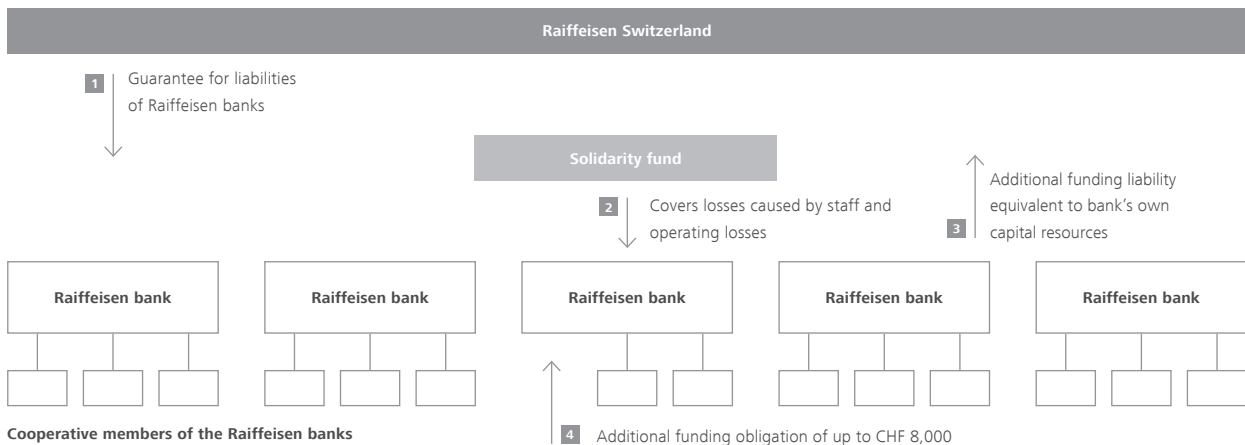 Raiffeisen Switzerland
1
Guarantee for liabilities
of Raiffeisen banks
Solidarity fund
2
Covers losses caused by staff and
operating losses
3
Additional funding liability
equivalent to bank’s own
capital resources
Raiffeisen bank
Raiffeisen bank
Raiffeisen bank
Raiffeisen bank
Raiffeisen bank
Cooperative members of the Raiffeisen banks
4
Additional funding obligation of up to CHF 8,000